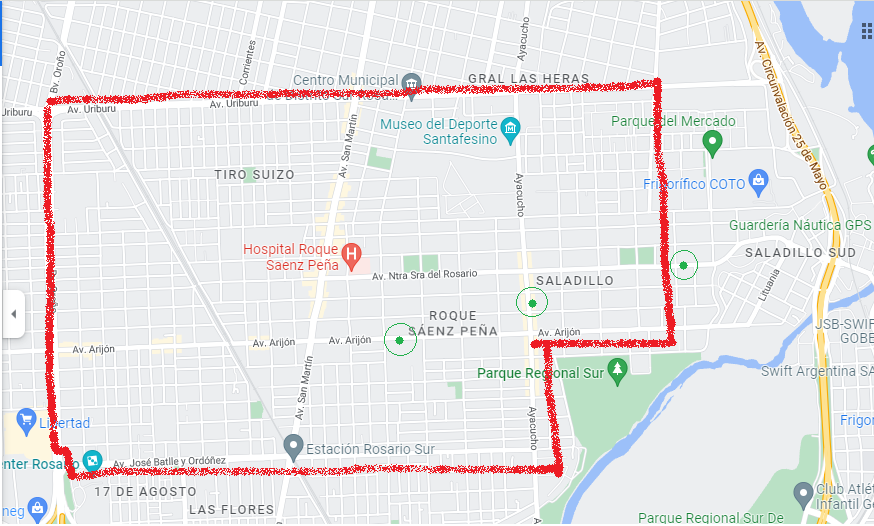 Bv. Oroño
Corrientes
Ayacucho
Av. Circunvalación 25 de Mayo
Centro Municipal
GRAL LAS HERAS
Uriburu
Av. Uriburu
Av. Uriburu
Av. San Martín
Museo del Deporte
Santafesino
Parque del Mercado
TIRO SUIZO
Ayacucho
Frigorífico COTO
Guardería Náutica GPS
Hospital Roque
Saenz Peña
SALADILLO SUD
Av. Ntra Sra del Rosario
SALADILLO
Lituania
ROQUE
SÁENZ PEÑA
Av. Arijón
JSB-SWIF
GOBE
Av. Arijón
Av. Arijón
Av. Arijón
Parque Regional Sur
Swift Argentina SA
Av. San Martín
Ayacucho
Libertad
Frigor
Estación Rosario Sur
enter Rosario
Av. José Batlle y Ordóñez
17 DE AGOSTO
LAS FLORES
Club Atlé
Infantil Ge
neg
Parque Regional Sur De